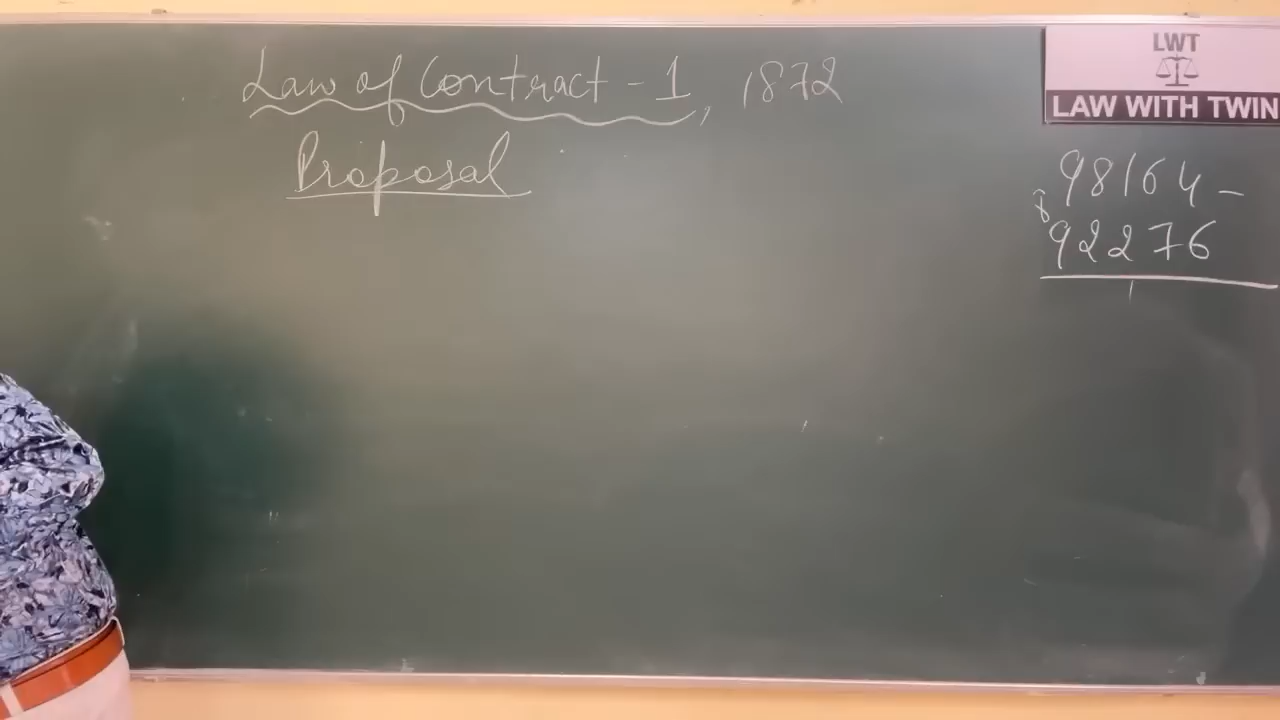 Law of Contract - 1, 1872
Proposal
LWT
LAW WITH TWIN
98164-
92276